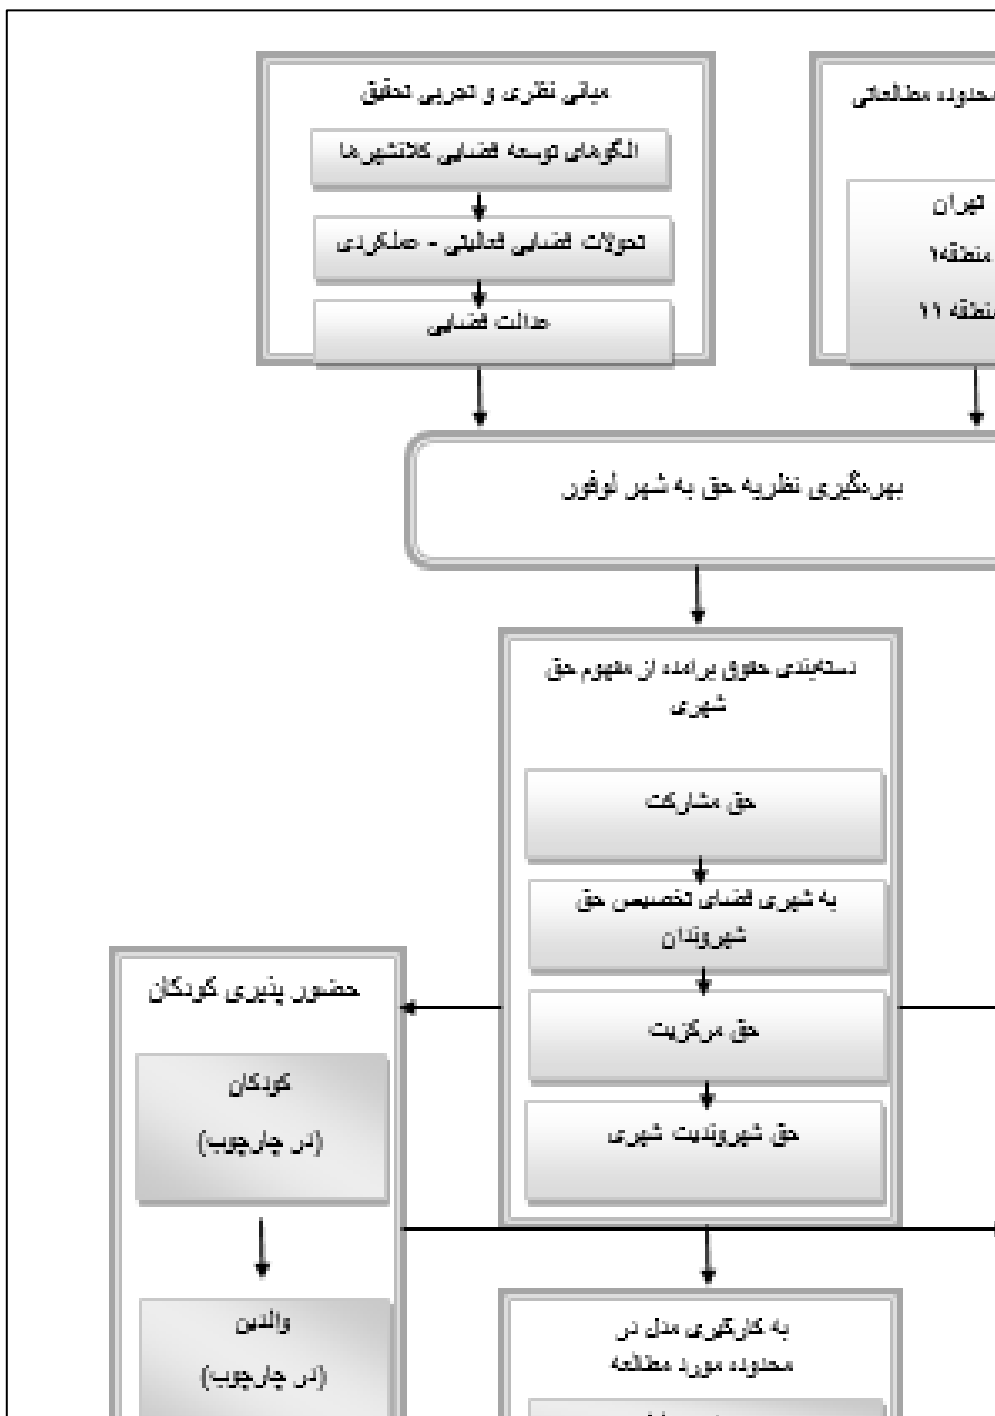 مبانی نظری و تجربی تحقیق
الگوهای توسعه فضایی کلانشهرها
تحولات فضایی فعالیتی - عملکردی
عدالت فضایی
محدوده مطالعاتی
تهران
منطقه۱
منطقه ۱۱
بهره‌گیری نظریه حق به شهر لوفور
دسته‌بندی حقوق برآمده از مفهوم حق
شهری
حق مشارکت
به شهری فضای تخصیص حق
شهروندان
حق مرکزیت
حق شهروندیت شهری
حضور پذیری کودکان
کودکان
(در چارچوب)
والدین
(در چارچوب)
به کارگیری مدل در
محدوده مورد مطالعه